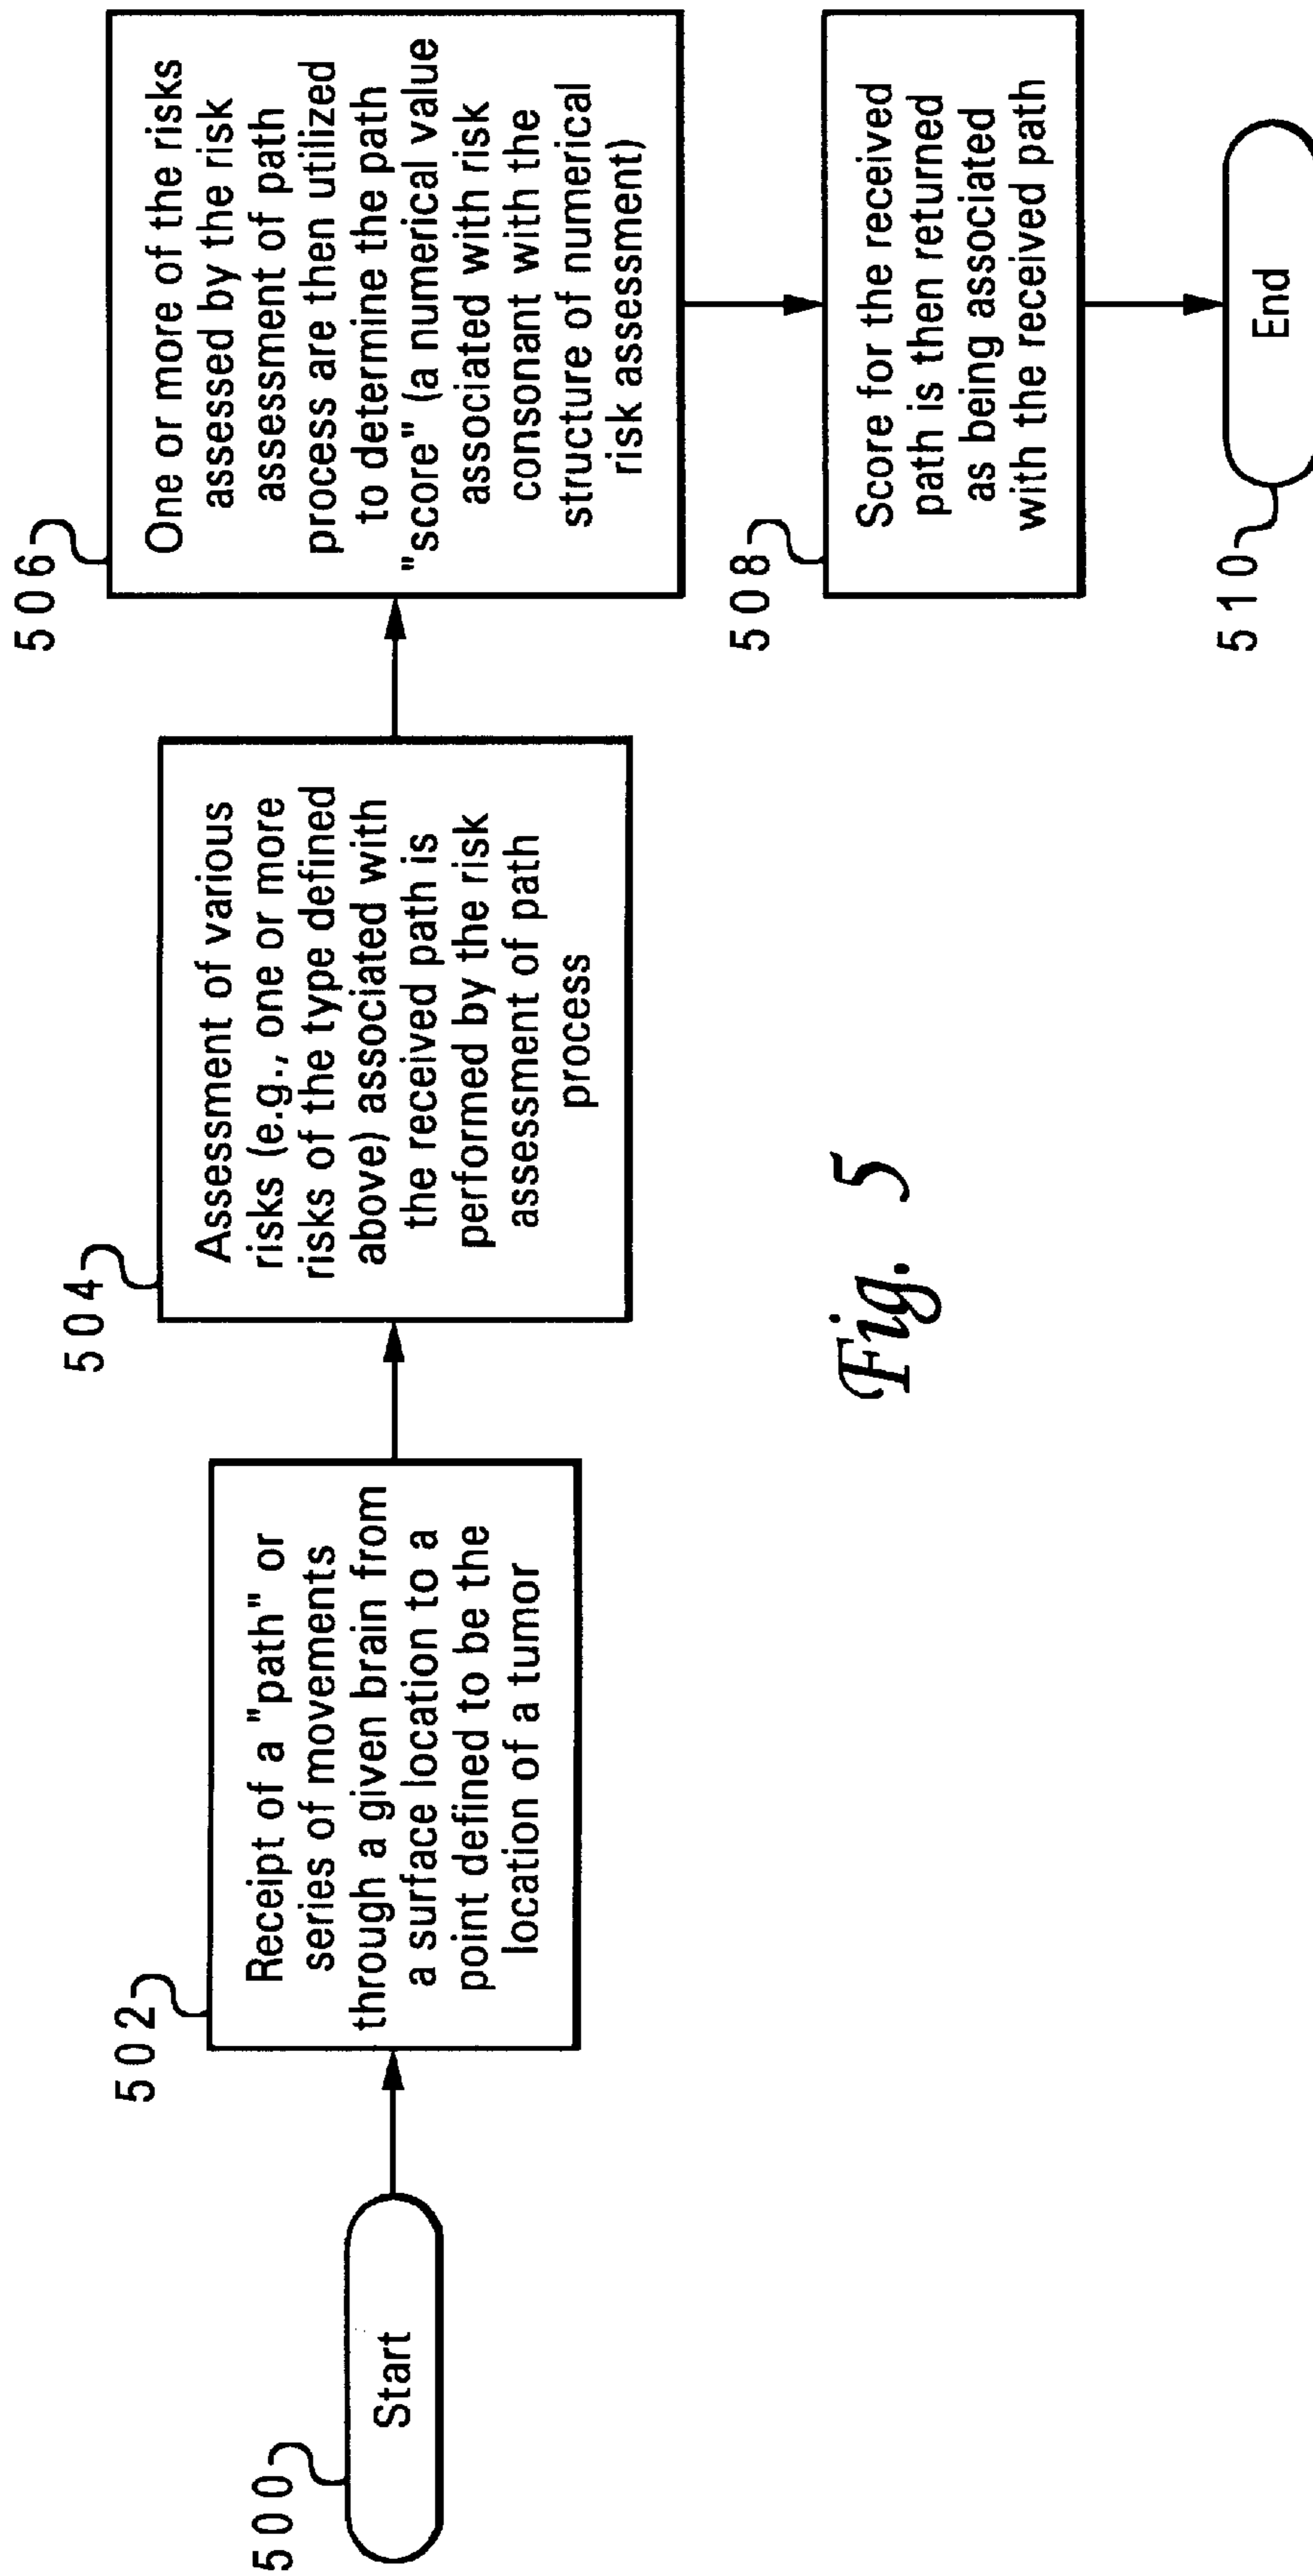 500
Start
502
Receipt of a "path" or
series of movements
through a given brain from
a surface location to a
point defined to be the
location of a tumor
504
Assessment of various
risks (e.g., one or more
risks of the type defined
above) associated with
the received path is
performed by the risk
assessment of path
process
506
One or more of the risks
assessed by the risk
assessment of path
process are then utilized
to determine the path
"score" (a numerical value
associated with risk
consonant with the
structure of numerical
risk assessment)
508
Score for the received
path is then returned
as being associated
with the received path
510
End
Fig. 5